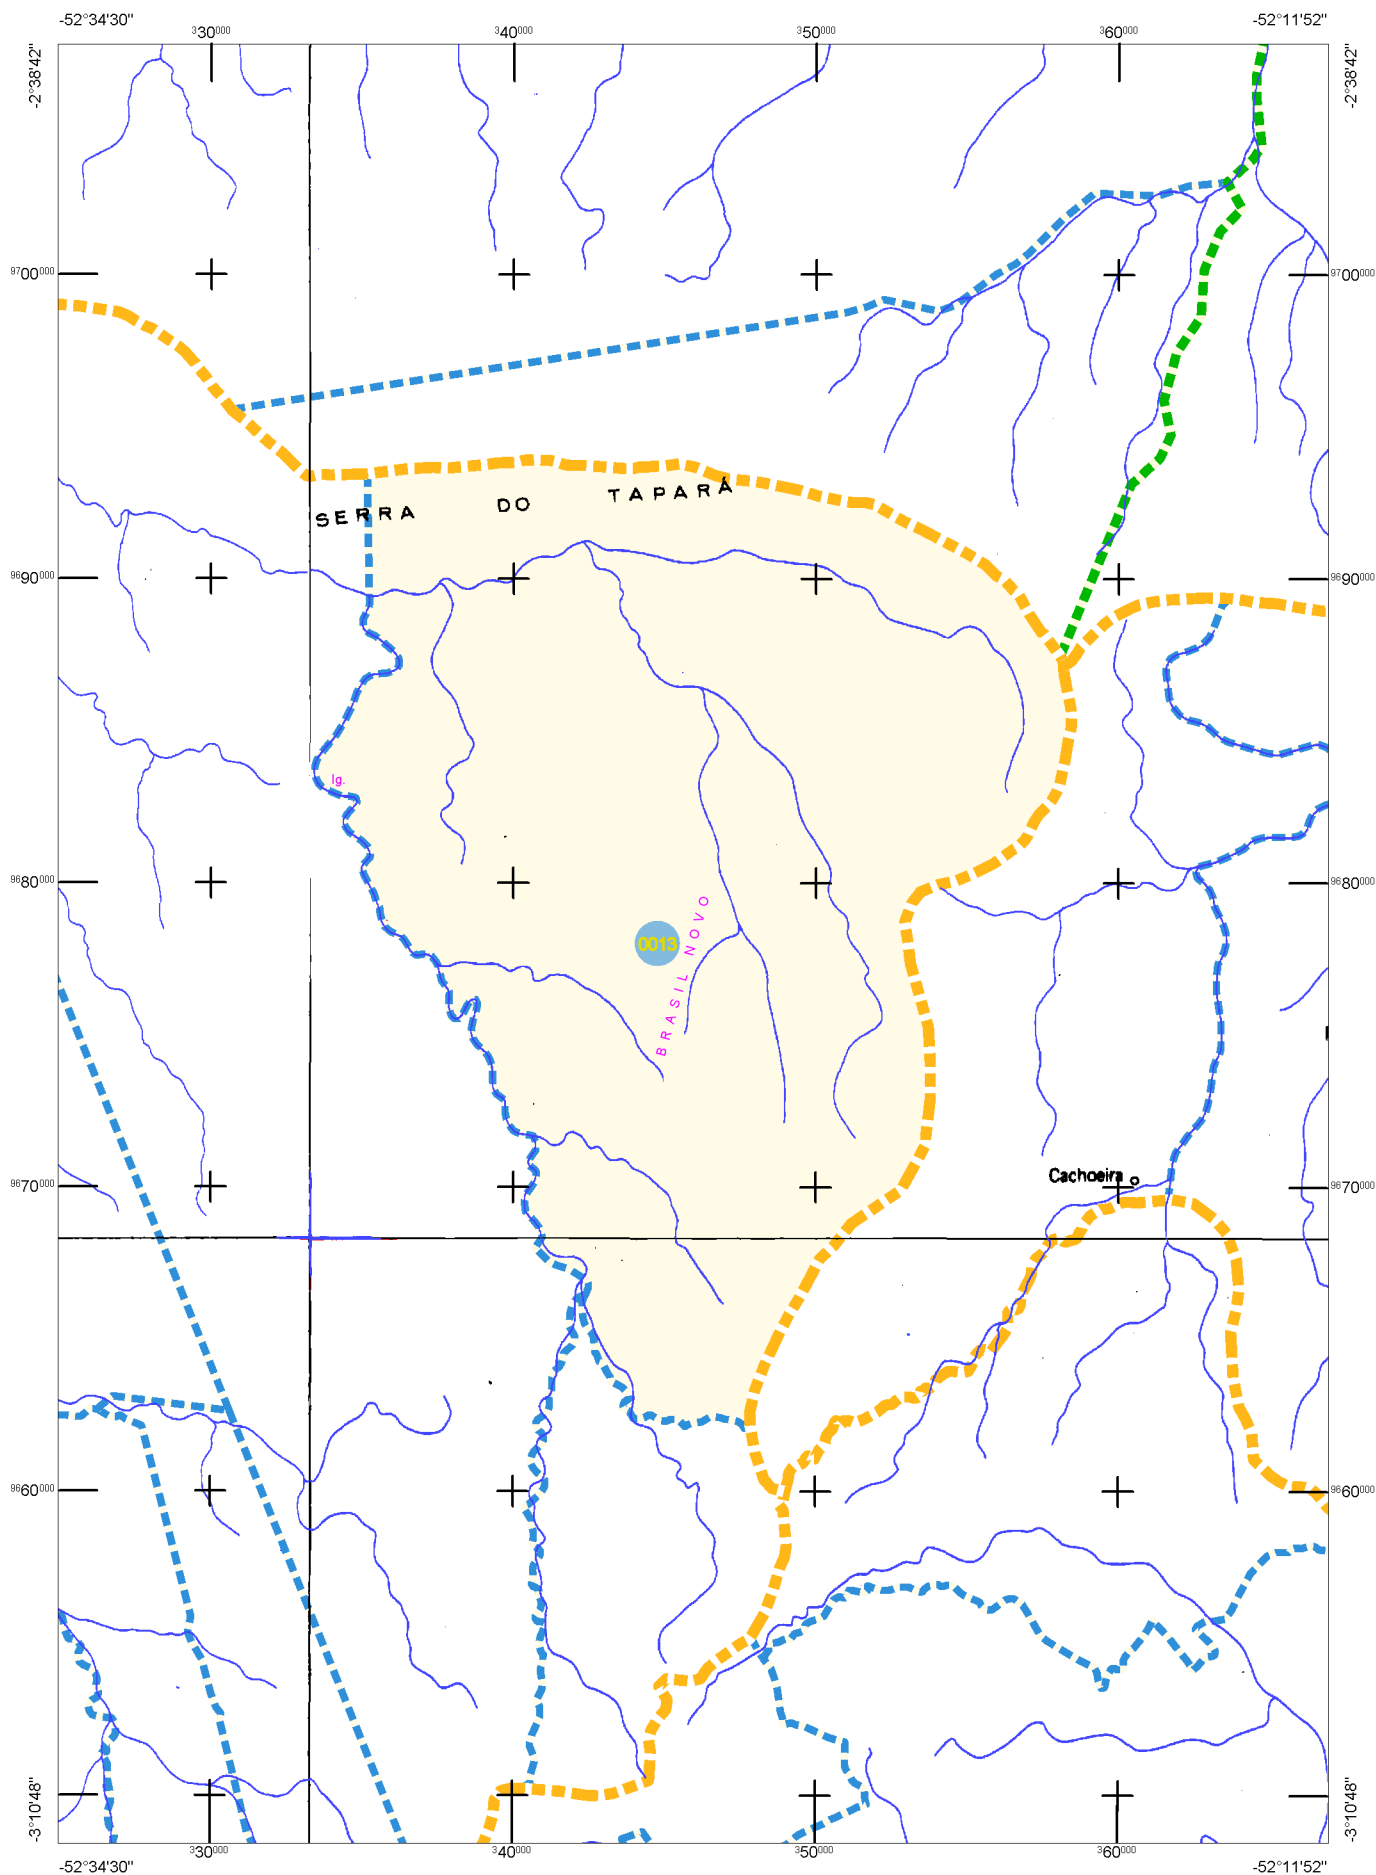 -52°34'30" -52°11'52"
330000 340000 350000 360000
-2°38'42" -2°38'42"
9700000 9700000
SERRA DO TAPARÁ
9690000 9690000
Ig.
9680000 9680000
0013
BRASIL NOVO
Cachoeira
9670000 9670000
9660000 9660000
-3°10'48" -3°10'48"
330000 340000 350000 360000
-52°34'30" -52°11'52"